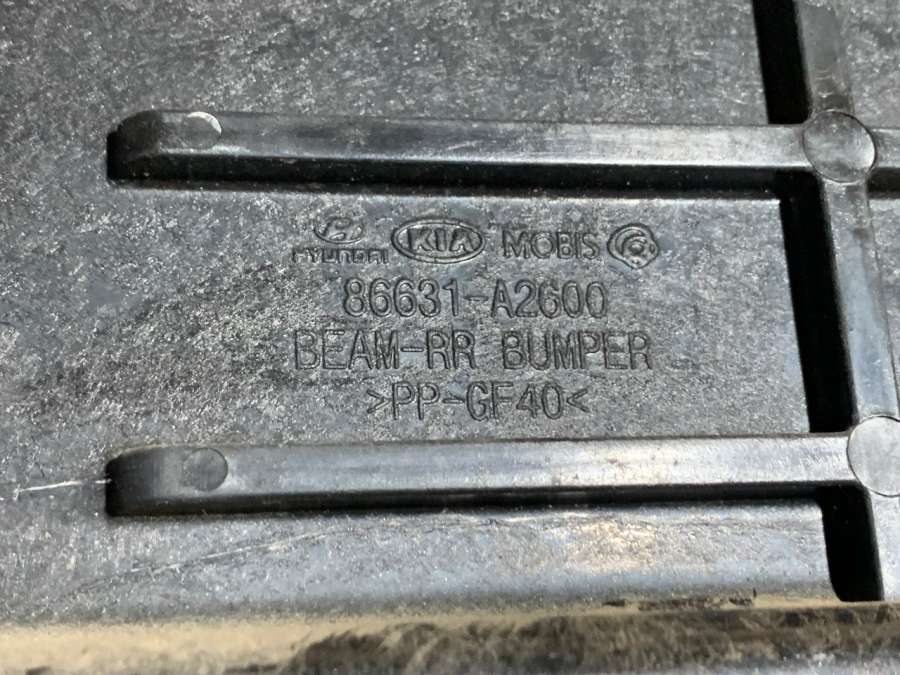 HYUNDAI KIA MOBIS
86631-A2600
BEAM-RR BUMPER
>PP-GF40<